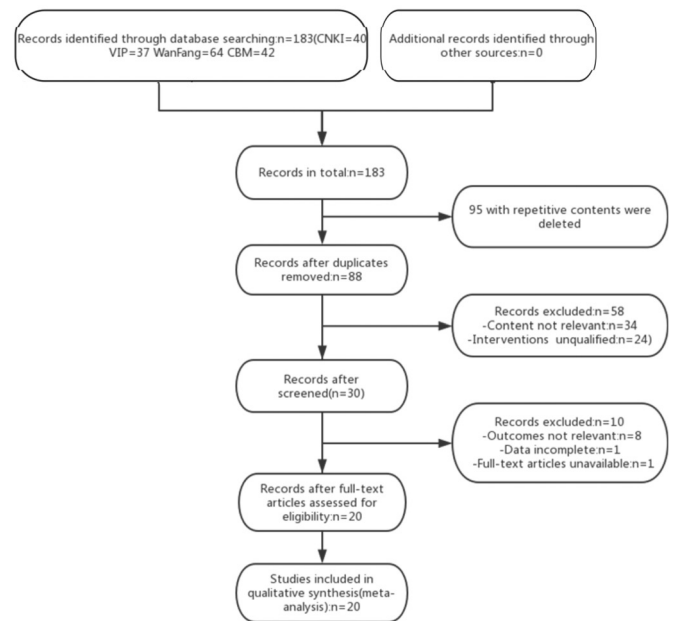 Records identified through database searching:n=183(CNKI=40
VIP=37 WanFang=64 CBM=42
Additional records identified through
other sources:n=0
Records in total:n=183
95 with repetitive contents were
deleted
Records after duplicates
removed:n=88
Records excluded:n=58
-Content not relevant:n=34
-Interventions unqualified:n=24)
Records after
screened(n=30)
Records excluded:n=10
-Outcomes not relevant:n=8
-Data incomplete:n=1
-Full-text articles unavailable:n=1
Records after full-text
articles assessed for
eligibility:n=20
Studies included in
qualitative synthesis(meta-
analysis):n=20